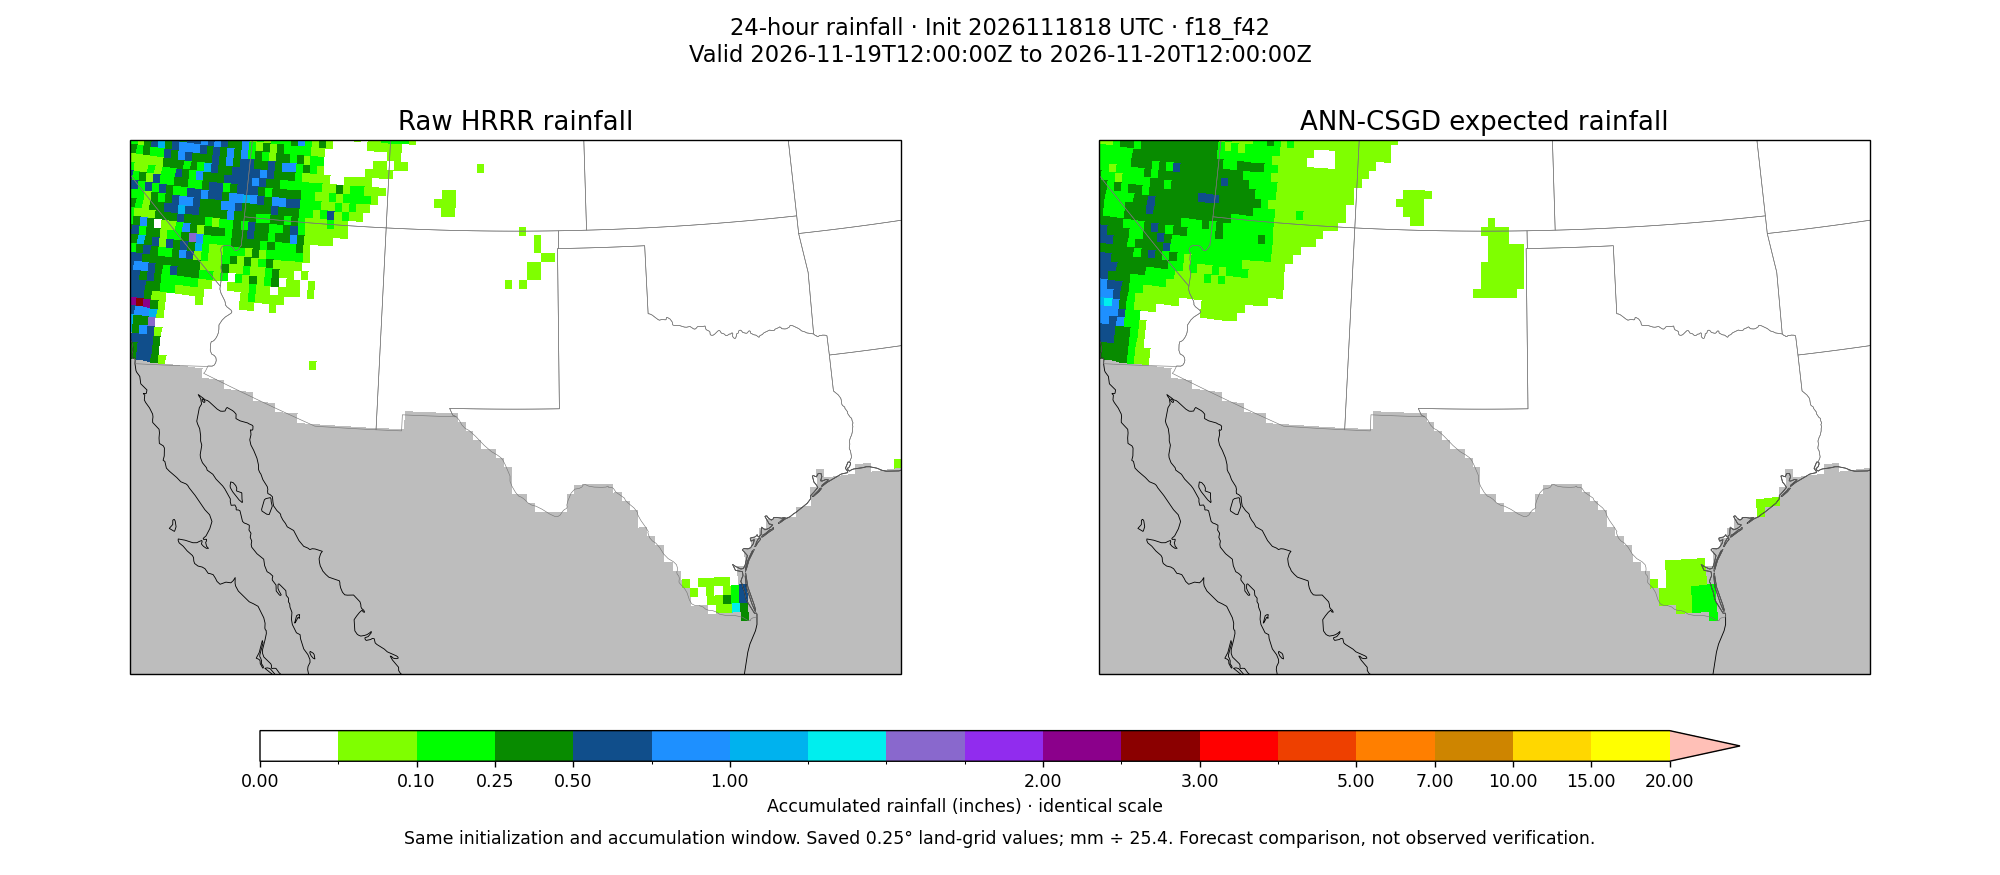 24-hour rainfall · Init 2026111818 UTC · f18_f42
Valid 2026-11-19T12:00:00Z to 2026-11-20T12:00:00Z
Raw HRRR rainfall
ANN-CSGD expected rainfall
0.00 0.10 0.25 0.50 1.00 2.00 3.00 5.00 7.00 10.00 15.00 20.00
Accumulated rainfall (inches) · identical scale
Same initialization and accumulation window. Saved 0.25° land-grid values; mm ÷ 25.4. Forecast comparison, not observed verification.